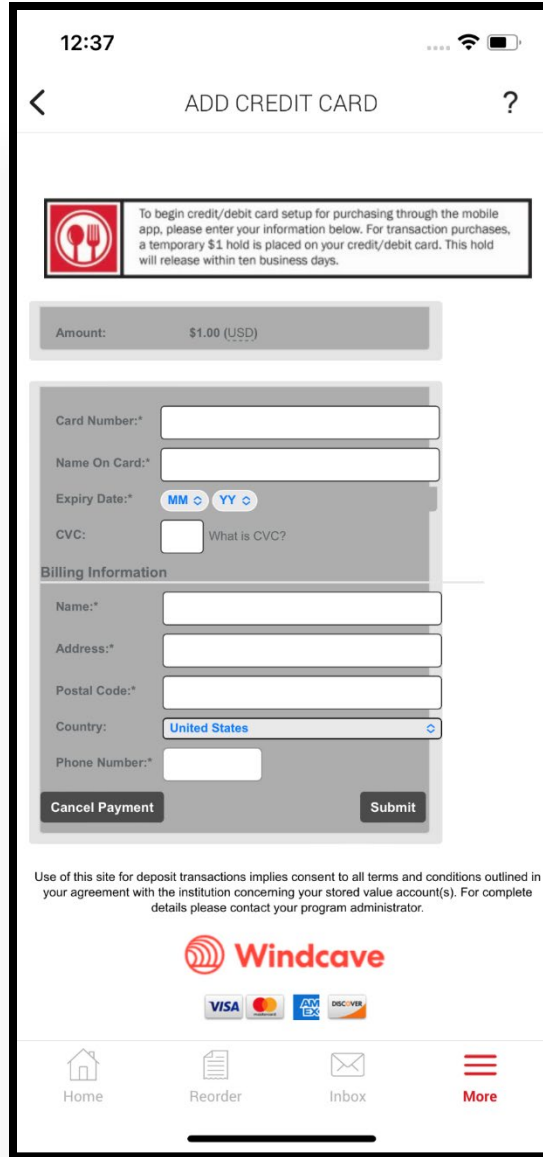 12:37
ADD CREDIT CARD ?
To begin credit/debit card setup for purchasing through the mobile
app, please enter your information below. For transaction purchases,
a temporary $1 hold is placed on your credit/debit card. This hold
will release within ten business days.
Amount: $1.00 (USD)
Card Number:*
Name On Card:*
Expiry Date:* MM YY
CVC: What is CVC?
Billing Information
Name:*
Address:*
Postal Code:*
Country: United States
Phone Number:*
Cancel Payment Submit
Use of this site for deposit transactions implies consent to all terms and conditions outlined in
your agreement with the institution concerning your stored value account(s). For complete
details please contact your program administrator.
Windcave
VISA mastercard AM EX DISCOVER
Home Reorder Inbox More